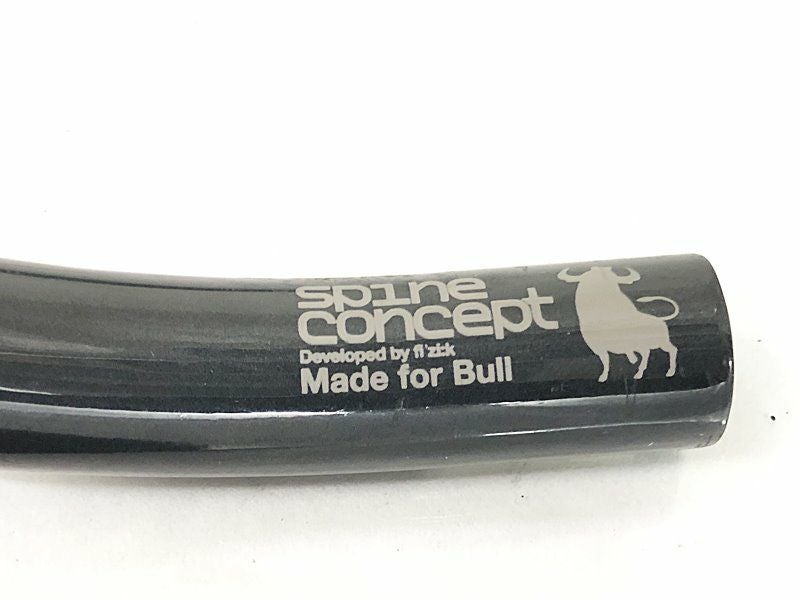 spine
concept
Developed by fi'zi:k
Made for Bull